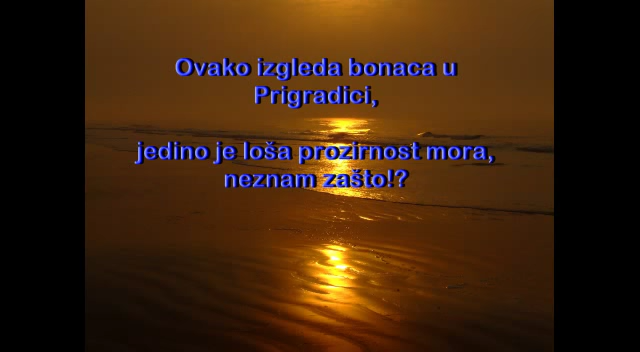 Ovako izgleda bonaca u
Prigradici,
jedino je loša prozirnost mora,
neznam zašto!?